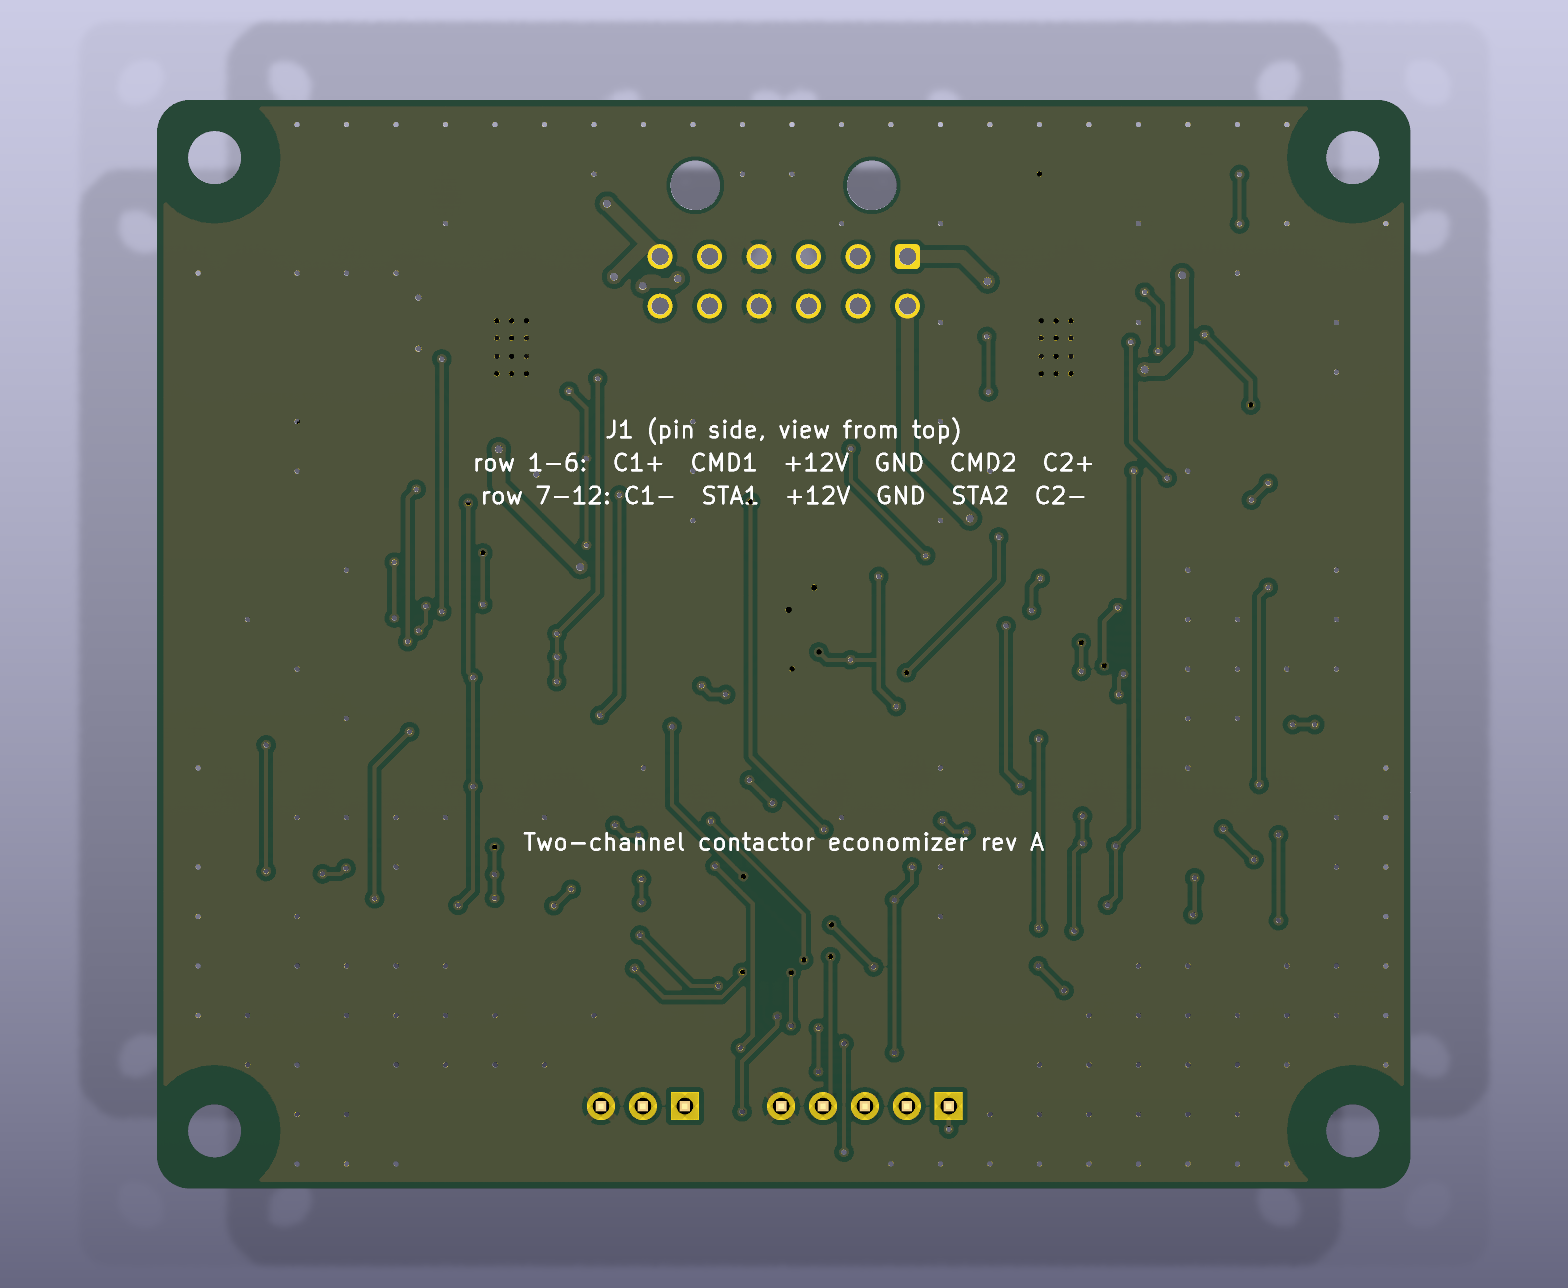 J1 (pin side, view from top)
row 1-6: C1+ CMD1 +12V GND CMD2 C2+
row 7-12: C1- STA1 +12V GND STA2 C2-
Two-channel contactor economizer rev A